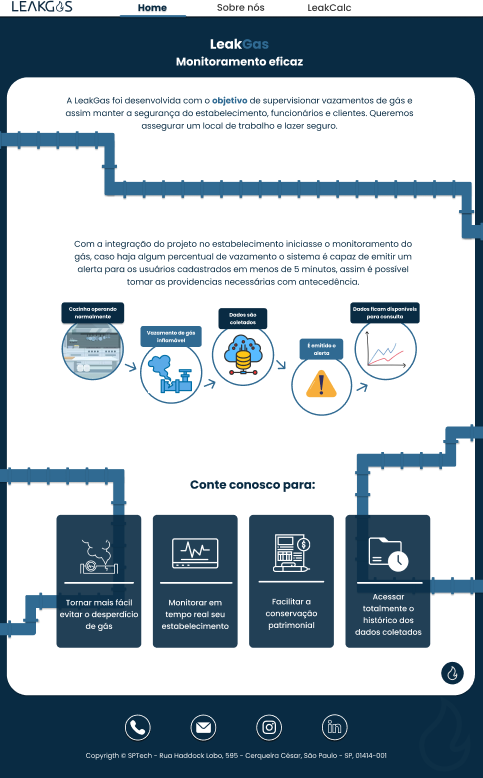 LEAKGAS
Home
Sobre nós
LeakCalc
LeakGas
Monitoramento eficaz
A LeakGas foi desenvolvida com o objetivo de supervisionar vazamentos de gás e
assim manter a segurança do estabelecimento, funcionários e clientes. Queremos
assegurar um local de trabalho e lazer seguro.
Com a integração do projeto no estabelecimento iniciasse o monitoramento do
gás, caso haja algum percentual de vazamento o sistema é capaz de emitir um
alerta para os usuários cadastrados em menos de 5 minutos, assim é possível
tomar as providencias necessárias com antecedência.
Cozinha operando
normalmente
Vazamento de gás
inflamável
Dados são
coletados
É emitido o
alerta
Dados ficam disponíveis
para consulta
Conte conosco para:
Tornar mais fácil
evitar o desperdício
de gás
Monitorar em
tempo real seu
estabelecimento
Facilitar a
conservação
patrimonial
Acessar
totalmente o
histórico dos
dados coletados
Copyrigth © SPTech - Rua Haddock Lobo, 595 - Cerqueira César, São Paulo - SP, 01414-001